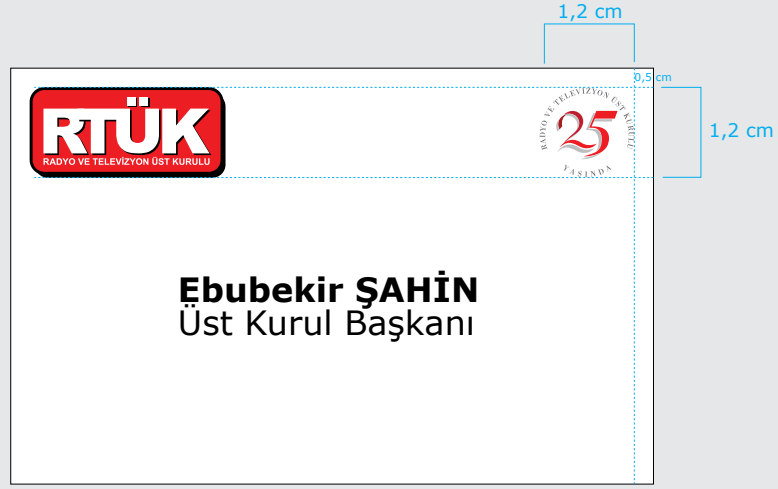 1,2 cm
0,5 cm
RTÜK
RADYO VE TELEVİZYON ÜST KURULU
RADYO VE TELEVİZYON ÜST KURULU
25
YAŞINDA
1,2 cm
Ebubekir ŞAHİN
Üst Kurul Başkanı